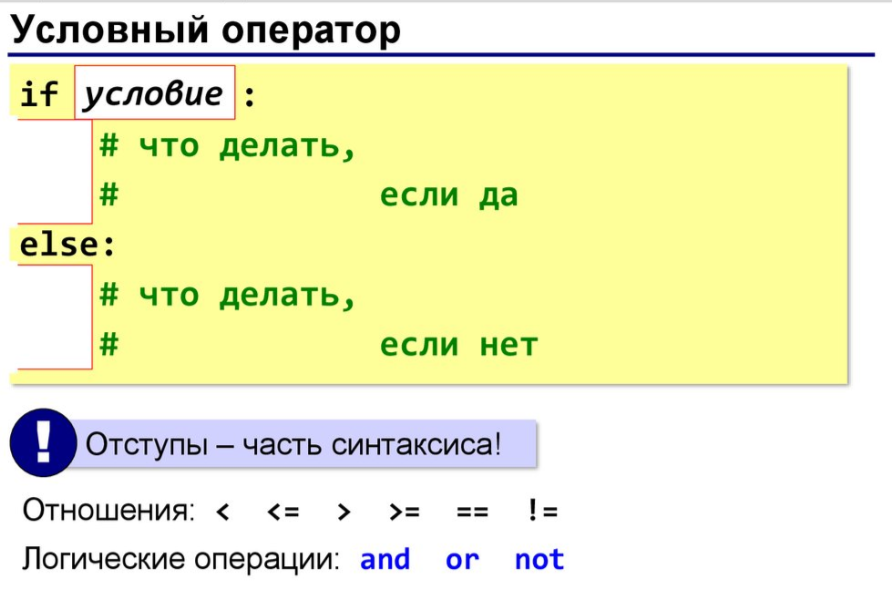 Условный оператор
if условие :
# что делать,
# если да
else:
# что делать,
# если нет
! Отступы – часть синтаксиса!
Отношения: < <= > >= == !=
Логические операции: and or not